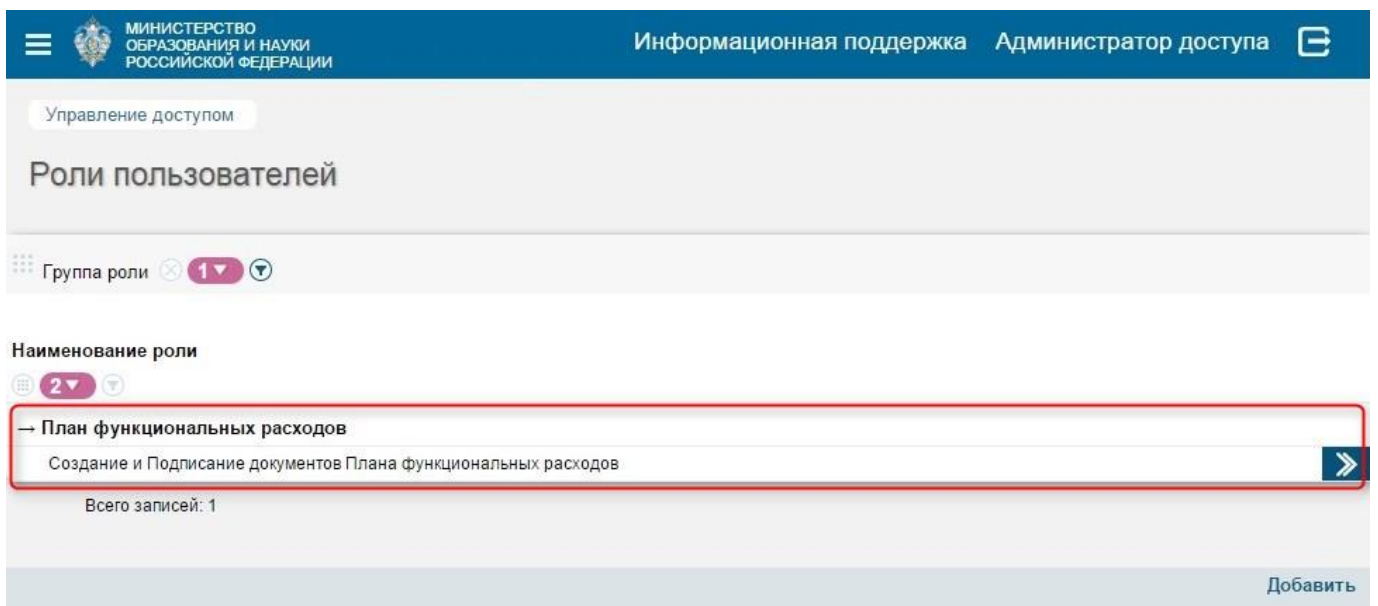 МИНИСТЕРСТВО
ОБРАЗОВАНИЯ И НАУКИ
РОССИЙСКОЙ ФЕДЕРАЦИИ
Информационная поддержка Администратор доступа
Управление доступом
Роли пользователей
Группа роли 1
Наименование роли
2
→ План функциональных расходов
Создание и Подписание документов Плана функциональных расходов
Всего записей: 1
Добавить